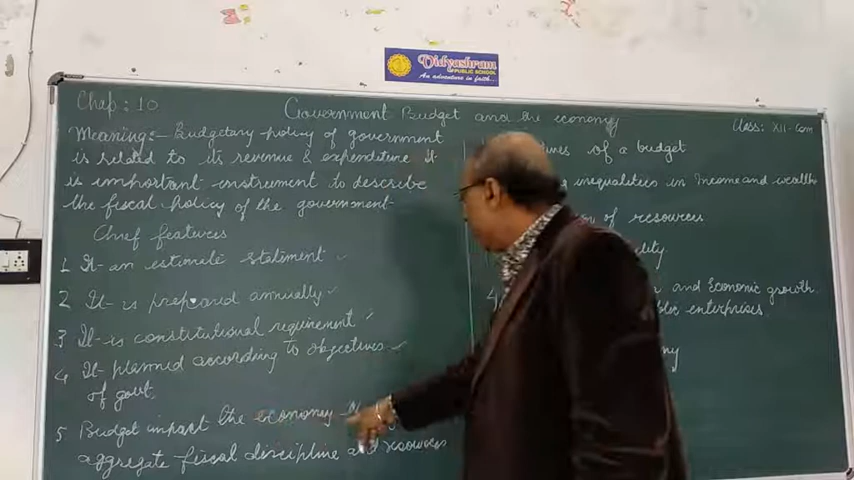 Vidyashram
PUBLIC SCHOOL
An adventure in faith
Chap: 10
Government Budget and the economy
Class: XII-Com
Meaning:- Budgetary policy of government
is related to its revenue & expenditure It
is important instrument to describe
the fiscal policy of the government.
Chief features
1 It-an estimate statement
2 It is prepard annually
3 It is constitutional requirement
4 It planned according to objectives
of govt.
5 Budget impact the economy
aggregate fiscal discipline and resources
of a budget
inequalities in Income and wealth
of resources
and Economic growth
enterprises